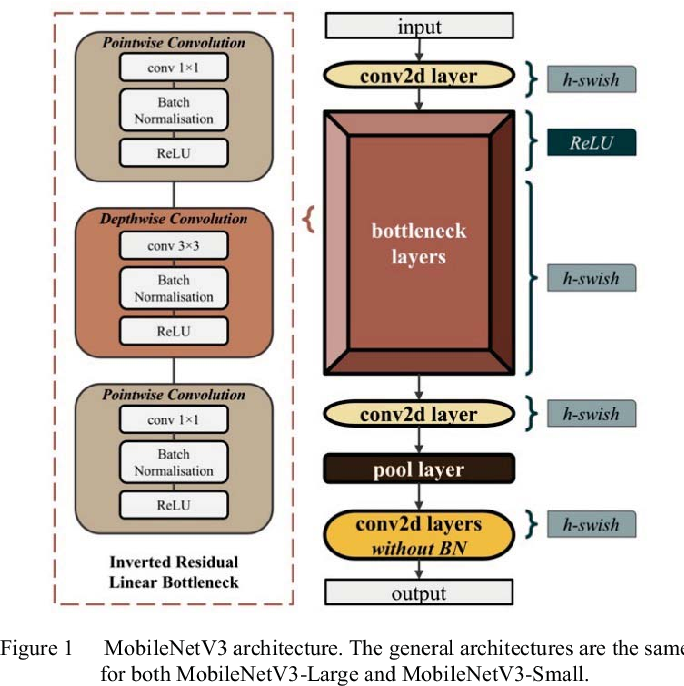 Pointwise Convolution
conv 1×1
Batch
Normalisation
ReLU
Depthwise Convolution
conv 3×3
Batch
Normalisation
ReLU
Pointwise Convolution
conv 1×1
Batch
Normalisation
ReLU
Inverted Residual
Linear Bottleneck
input
conv2d layer
h-swish
ReLU
bottleneck
layers
h-swish
conv2d layer
h-swish
pool layer
conv2d layers
without BN
h-swish
output
Figure 1 MobileNetV3 architecture. The general architectures are the same
for both MobileNetV3-Large and MobileNetV3-Small.